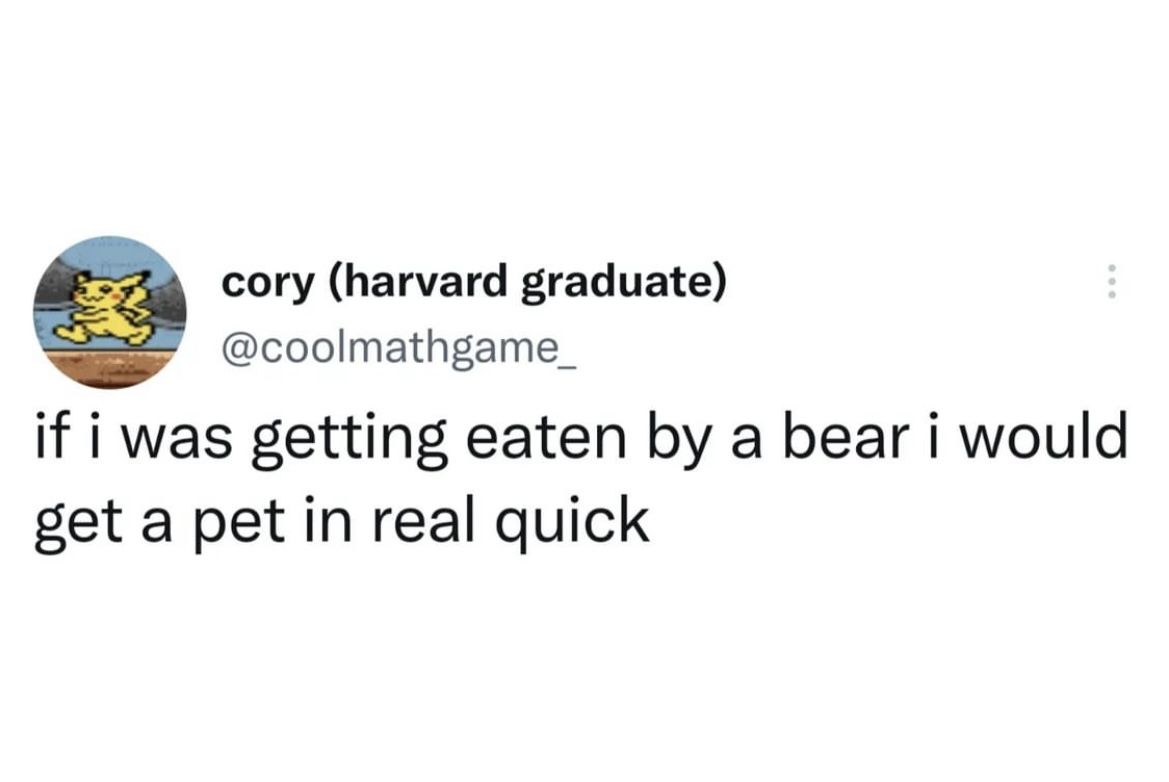 cory (harvard graduate)
@coolmathgame_
if i was getting eaten by a bear i would
get a pet in real quick